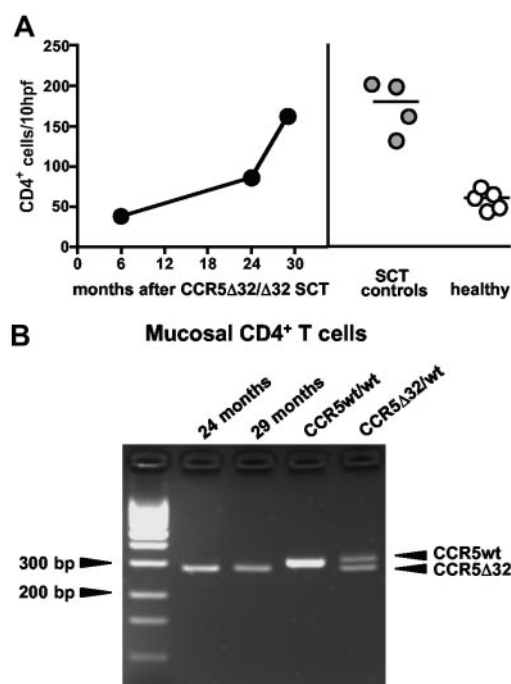 A
CD4⁺ cells/10hpf
250
200
150
100
50
0
0 6 12 18 24 30
months after CCR5Δ32/Δ32 SCT
SCT
controls
healthy
B
Mucosal CD4⁺ T cells
24 months
29 months
CCR5wt/wt
CCR5Δ32/wt
300 bp
200 bp
CCR5wt
CCR5Δ32